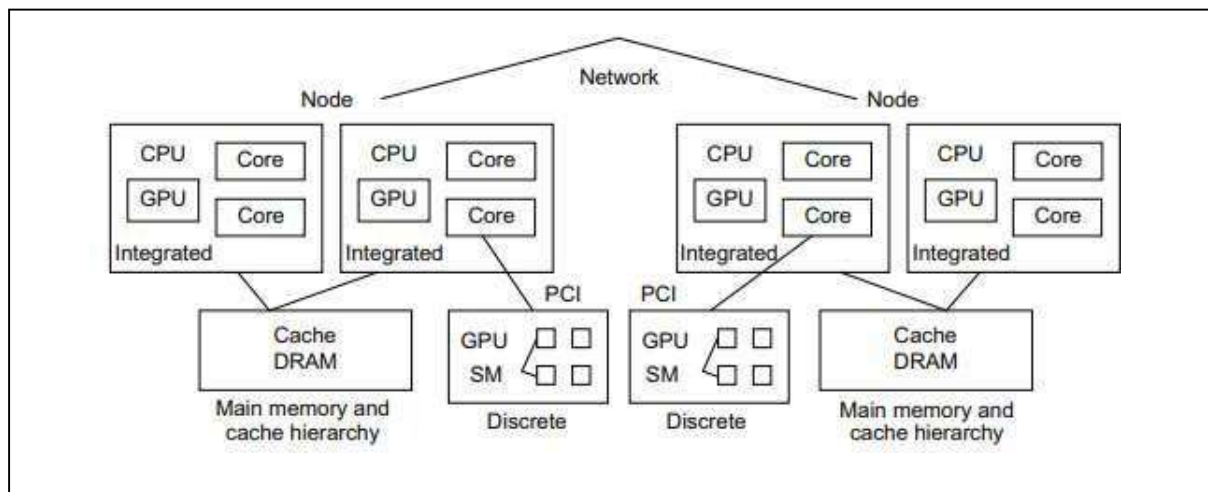 Network
Node
Node
CPU
Core
GPU
Core
Integrated
CPU
Core
GPU
Core
Integrated
CPU
Core
GPU
Core
Integrated
CPU
Core
GPU
Core
Integrated
Cache
DRAM
Main memory and
cache hierarchy
PCI
GPU
SM
Discrete
PCI
GPU
SM
Discrete
Cache
DRAM
Main memory and
cache hierarchy